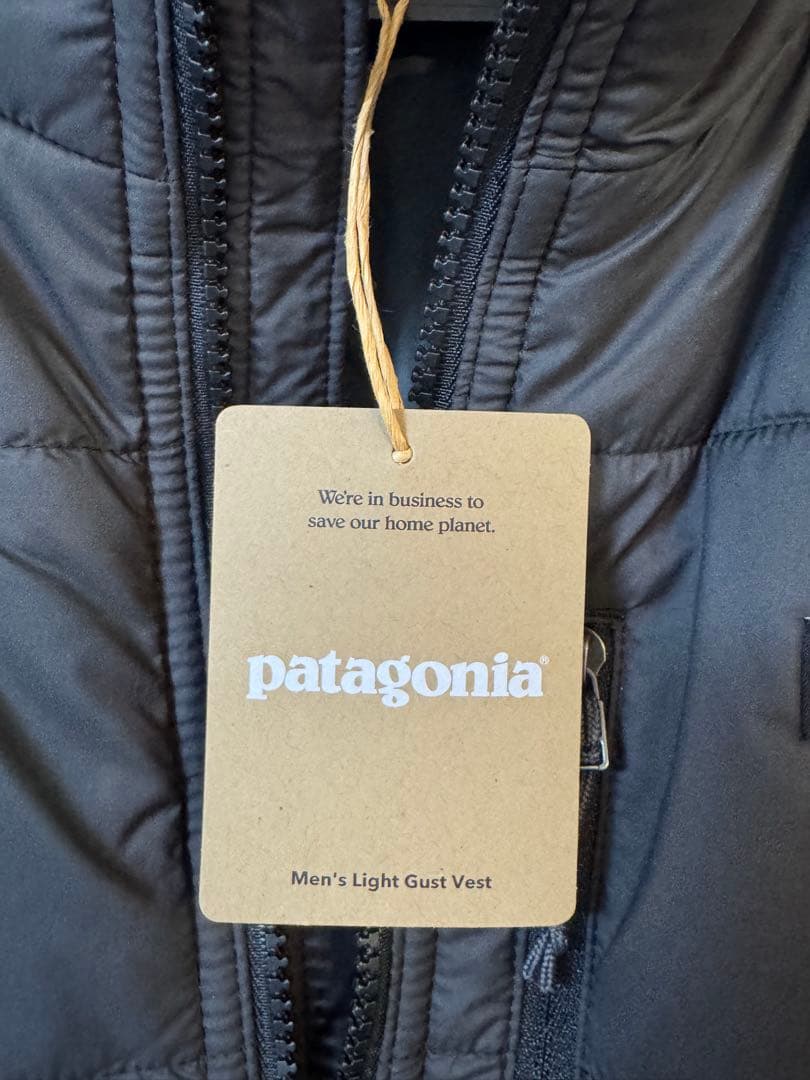 We're in business to
save our home planet.
patagonia®
Men's Light Gust Vest